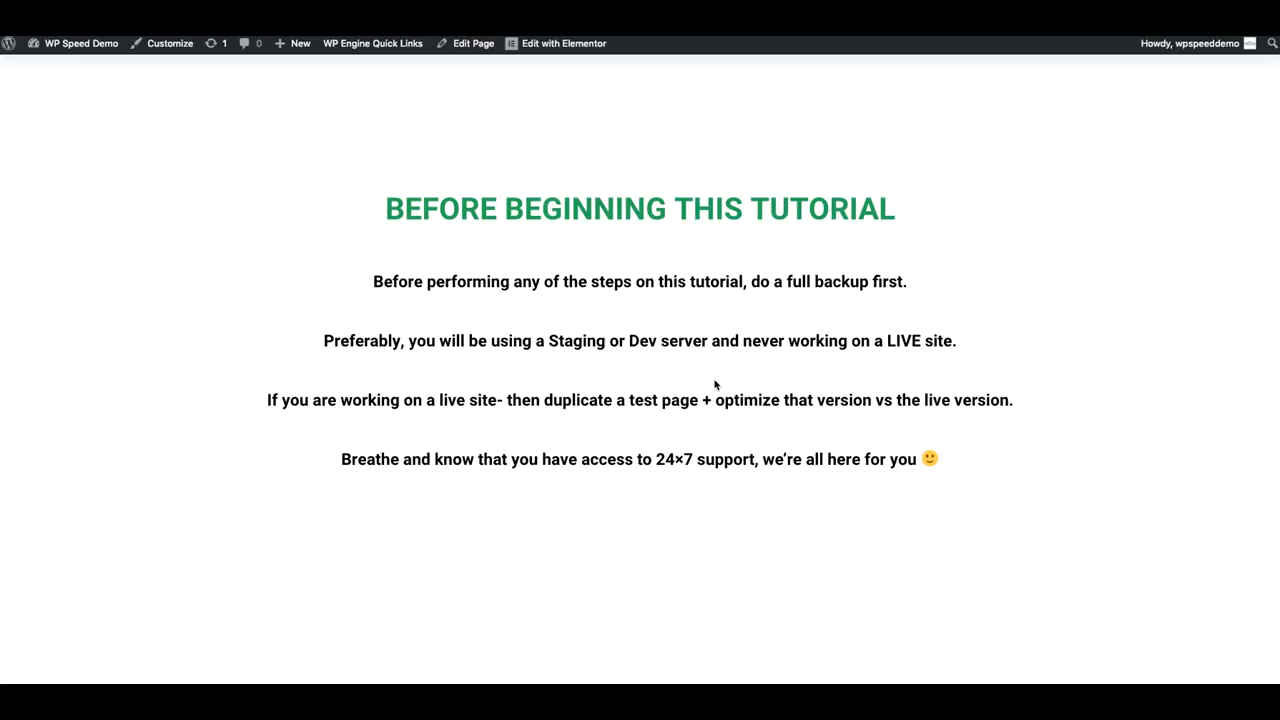 WP Speed Demo Customize 1 0 New WP Engine Quick Links Edit Page Edit with Elementor Howdy, wpspeeddemo
BEFORE BEGINNING THIS TUTORIAL
Before performing any of the steps on this tutorial, do a full backup first.
Preferably, you will be using a Staging or Dev server and never working on a LIVE site.
If you are working on a live site- then duplicate a test page + optimize that version vs the live version.
Breathe and know that you have access to 24×7 support, we’re all here for you 🙂